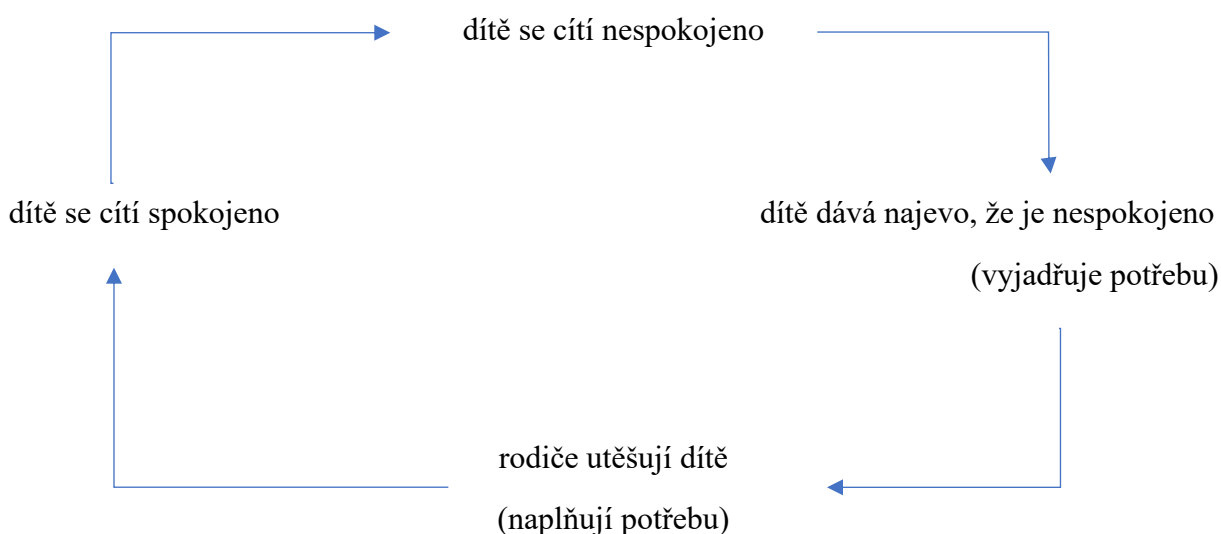 dítě se cítí nespokojeno
dítě se cítí spokojeno
dítě dává najevo, že je nespokojeno
(vyjadřuje potřebu)
rodiče utěšují dítě
(naplňují potřebu)